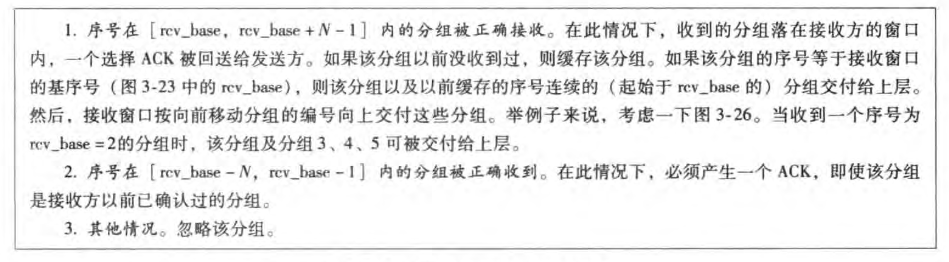 1. 序号在 [rcv_base, rcv_base + N - 1] 内的分组被正确接收。在此情况下，收到的分组落在接收方的窗口
内，一个选择 ACK 被回送给发送方。如果该分组以前没收到过，则缓存该分组。如果该分组的序号等于接收窗口
的基序号（图 3-23 中的 rcv_base），则该分组以及以前缓存的序号连续的（起始于 rcv_base 的）分组交付给上层。
然后，接收窗口按向前移动分组的编号向上交付这些分组。举例子来说，考虑一下图 3-26。当收到一个序号为
rcv_base =2的分组时，该分组及分组 3、4、5 可被交付给上层。
2. 序号在 [rcv_base - N, rcv_base - 1] 内的分组被正确收到。在此情况下，必须产生一个 ACK，即使该分组
是接收方以前已确认过的分组。
3. 其他情况。忽略该分组。